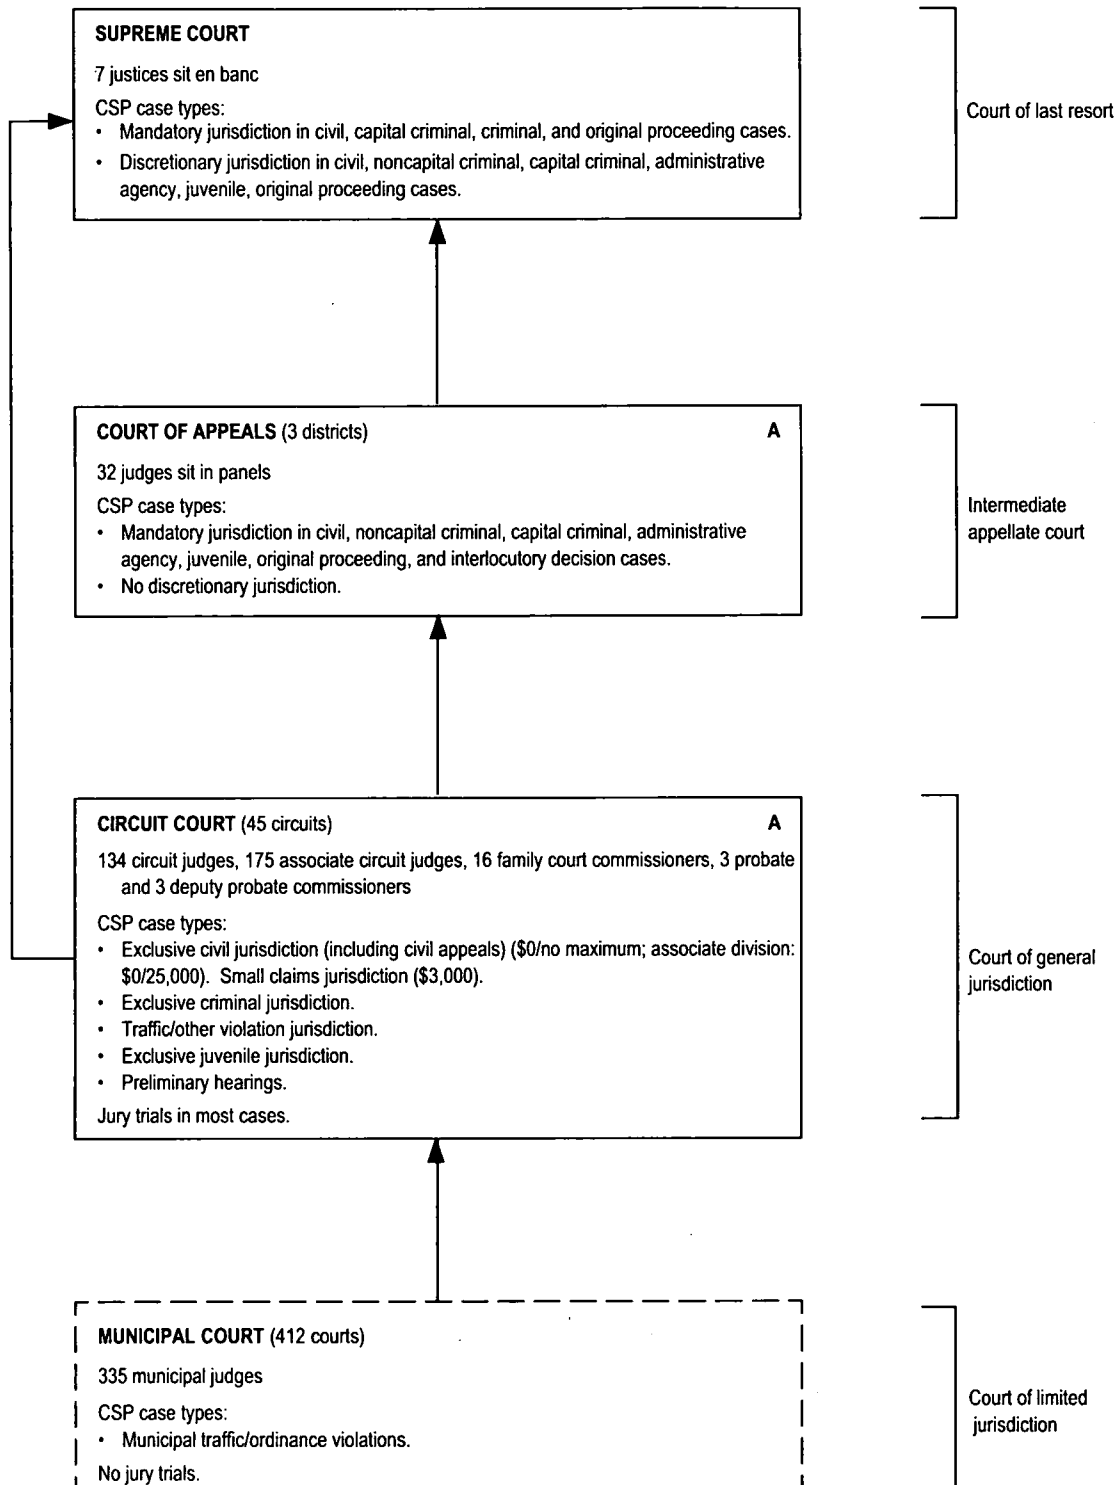 SUPREME COURT
7 justices sit en banc
CSP case types:
• Mandatory jurisdiction in civil, capital criminal, criminal, and original proceeding cases.
• Discretionary jurisdiction in civil, noncapital criminal, capital criminal, administrative
agency, juvenile, original proceeding cases.
Court of last resort
COURT OF APPEALS (3 districts) A
32 judges sit in panels
CSP case types:
• Mandatory jurisdiction in civil, noncapital criminal, capital criminal, administrative
agency, juvenile, original proceeding, and interlocutory decision cases.
• No discretionary jurisdiction.
Intermediate
appellate court
CIRCUIT COURT (45 circuits) A
134 circuit judges, 175 associate circuit judges, 16 family court commissioners, 3 probate
and 3 deputy probate commissioners
CSP case types:
• Exclusive civil jurisdiction (including civil appeals) ($0/no maximum; associate division:
$0/25,000). Small claims jurisdiction ($3,000).
• Exclusive criminal jurisdiction.
• Traffic/other violation jurisdiction.
• Exclusive juvenile jurisdiction.
• Preliminary hearings.
Jury trials in most cases.
Court of general
jurisdiction
MUNICIPAL COURT (412 courts)
335 municipal judges
CSP case types:
• Municipal traffic/ordinance violations.
No jury trials.
Court of limited
jurisdiction